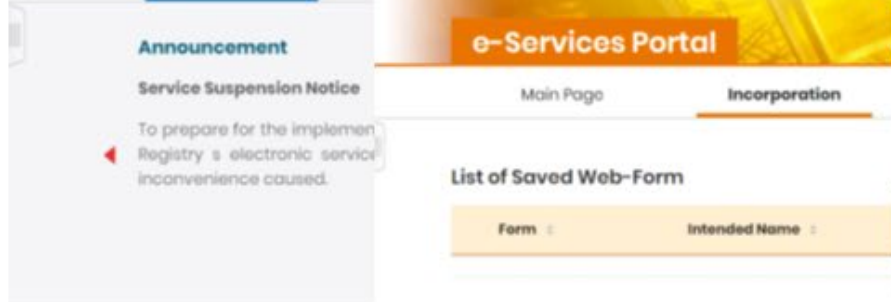 Announcement
Service Suspension Notice
To prepare for the implemen
Registry s electronic service
inconvenience caused.
e-Services Portal
Main Page
Incorporation
List of Saved Web-Form
Form
Intended Name